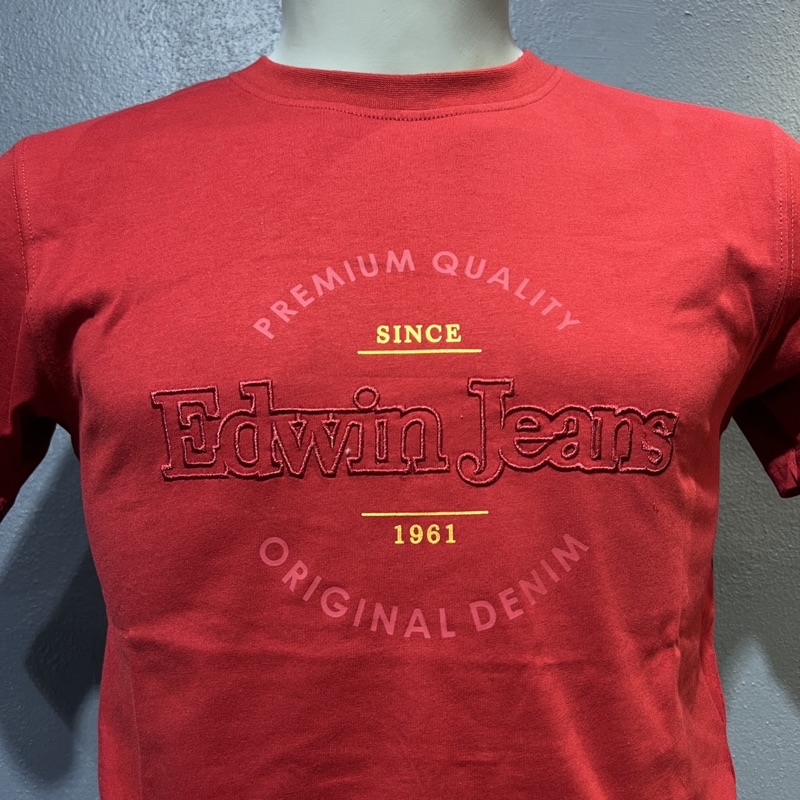 PREMIUM QUALITY
SINCE
Edwin Jeans
1961
ORIGINAL DENIM